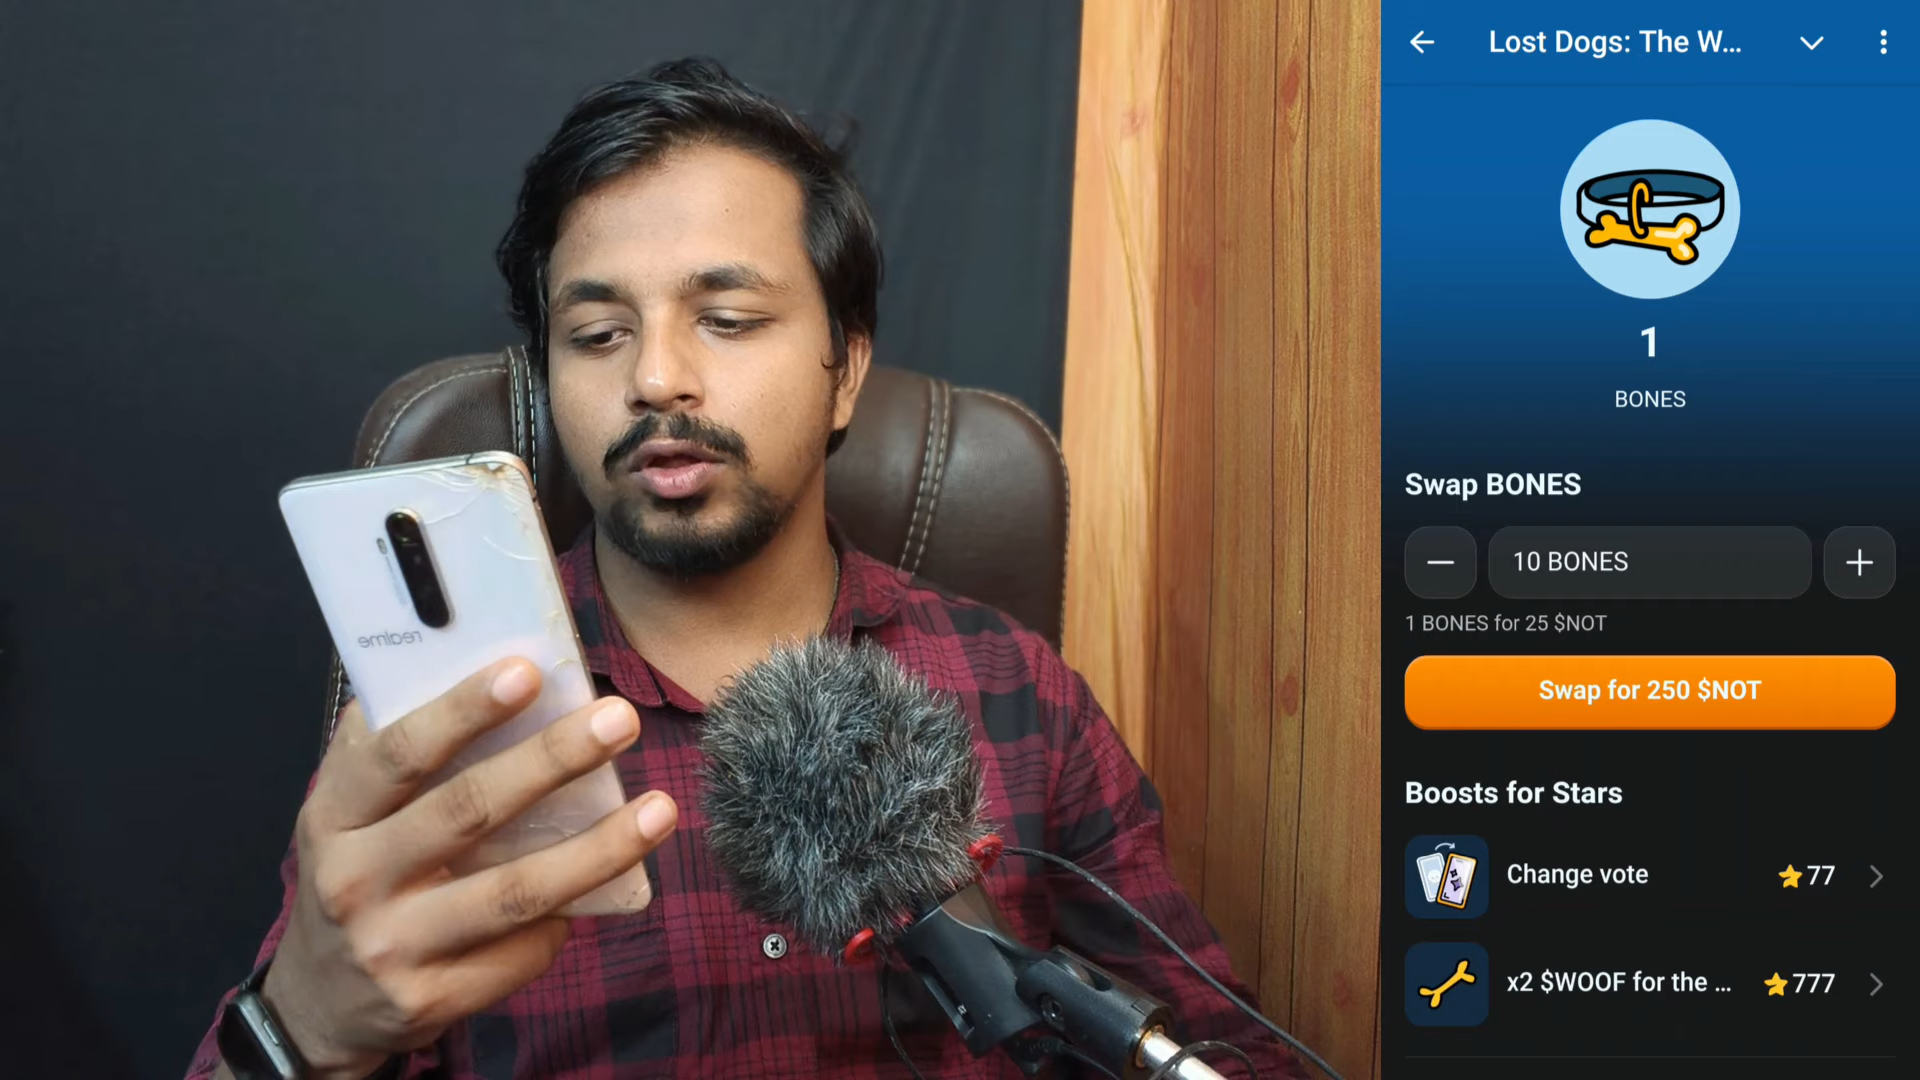 Lost Dogs: The W...
1
BONES
Swap BONES
10 BONES
1 BONES for 25 $NOT
Swap for 250 $NOT
Boosts for Stars
Change vote
77
x2 $WOOF for the ...
777
realme